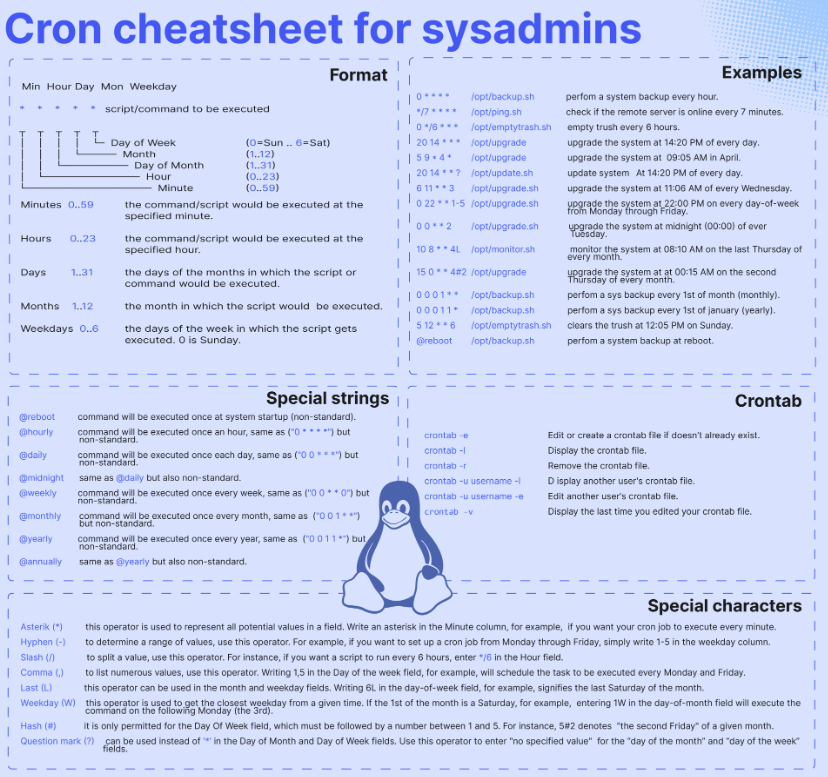 Cron cheatsheet for sysadmins
Format
Min Hour Day Mon Weekday
* * * * * script/command to be executed
Day of Week (0=Sun .. 6=Sat)
Month (1..12)
Day of Month (1..31)
Hour (0..23)
Minute (0..59)
Minutes 0..59 the command/script would be executed at the
specified minute.
Hours 0..23 the command/script would be executed at the
specified hour.
Days 1..31 the days of the months in which the script or
command would be executed.
Months 1..12 the month in which the script would be executed.
Weekdays 0..6 the days of the week in which the script gets
executed. 0 is Sunday.
Examples
0 * * * * /opt/backup.sh perfom a system backup every hour.
*/7 * * * * /opt/ping.sh check if the remote server is online every 7 minutes.
0 */6 * * * /opt/emptytrash.sh empty trush every 6 hours.
20 14 * * * /opt/upgrade upgrade the system at 14:20 PM of every day.
5 9 * 4 * /opt/upgrade upgrade the system at 09:05 AM in April.
20 14 * * ? /opt/update.sh update system At 14:20 PM of every day.
6 11 * * 3 /opt/upgrade.sh upgrade the system at 11:06 AM of every Wednesday.
0 22 * * 1-5 /opt/upgrade.sh upgrade the system at 22:00 PM on every day-of-week
from Monday through Friday.
0 0 * * 2 /opt/upgrade.sh upgrade the system at midnight (00:00) of ever
Tuesday.
10 8 * * 4L /opt/monitor.sh monitor the system at 08:10 AM on the last Thursday of
every month.
15 0 * * 4#2 /opt/upgrade upgrade the system at at 00:15 AM on the second
Thursday of every month.
0 0 0 1 * * /opt/backup.sh perfom a sys backup every 1st of month (monthly).
0 0 0 1 1 * /opt/backup.sh perfom a sys backup every 1st of january (yearly).
5 12 * * 6 /opt/emptytrash.sh clears the trush at 12:05 PM on Sunday.
@reboot /opt/backup.sh perfom a system backup at reboot.
Special strings
@reboot command will be executed once at system startup (non-standard).
@hourly command will be executed once an hour, same as ("0 * * * *") but
non-standard.
@daily command will be executed once each day, same as ("0 0 * * *") but
non-standard.
@midnight same as @daily but also non-standard.
@weekly command will be executed once every week, same as ("0 0 * * 0") but
non-standard.
@monthly command will be executed once every month, same as ("0 0 1 * *")
but non-standard.
@yearly command will be executed once every year, same as ("0 0 1 1 *") but
non-standard.
@annually same as @yearly but also non-standard.
Crontab
crontab -e Edit or create a crontab file if doesn't already exist.
crontab -l Display the crontab file.
crontab -r Remove the crontab file.
crontab -u username -l D isplay another user's crontab file.
crontab -u username -e Edit another user's crontab file.
crontab -v Display the last time you edited your crontab file.
Special characters
Asterik (*) this operator is used to represent all potential values in a field. Write an asterisk in the Minute column, for example, if you want your cron job to execute every minute.
Hyphen (-) to determine a range of values, use this operator. For example, if you want to set up a cron job from Monday through Friday, simply write 1-5 in the weekday column.
Slash (/) to split a value, use this operator. For instance, if you want a script to run every 6 hours, enter */6 in the Hour field.
Comma (,) to list numerous values, use this operator. Writing 1,5 in the Day of the week field, for example, will schedule the task to be executed every Monday and Friday.
Last (L) this operator can be used in the month and weekday fields. Writing 6L in the day-of-week field, for example, signifies the last Saturday of the month.
Weekday (W) this operator is used to get the closest weekday from a given time. If the 1st of the month is a Saturday, for example, entering 1W in the day-of-month field will execute the
command on the following Monday (the 3rd).
Hash (#) it is only permitted for the Day Of Week field, which must be followed by a number between 1 and 5. For instance, 5#2 denotes "the second Friday" of a given month.
Question mark (?) can be used instead of '*' in the Day of Month and Day of Week fields. Use this operator to enter "no specified value" for the "day of the month" and "day of the week"
fields.